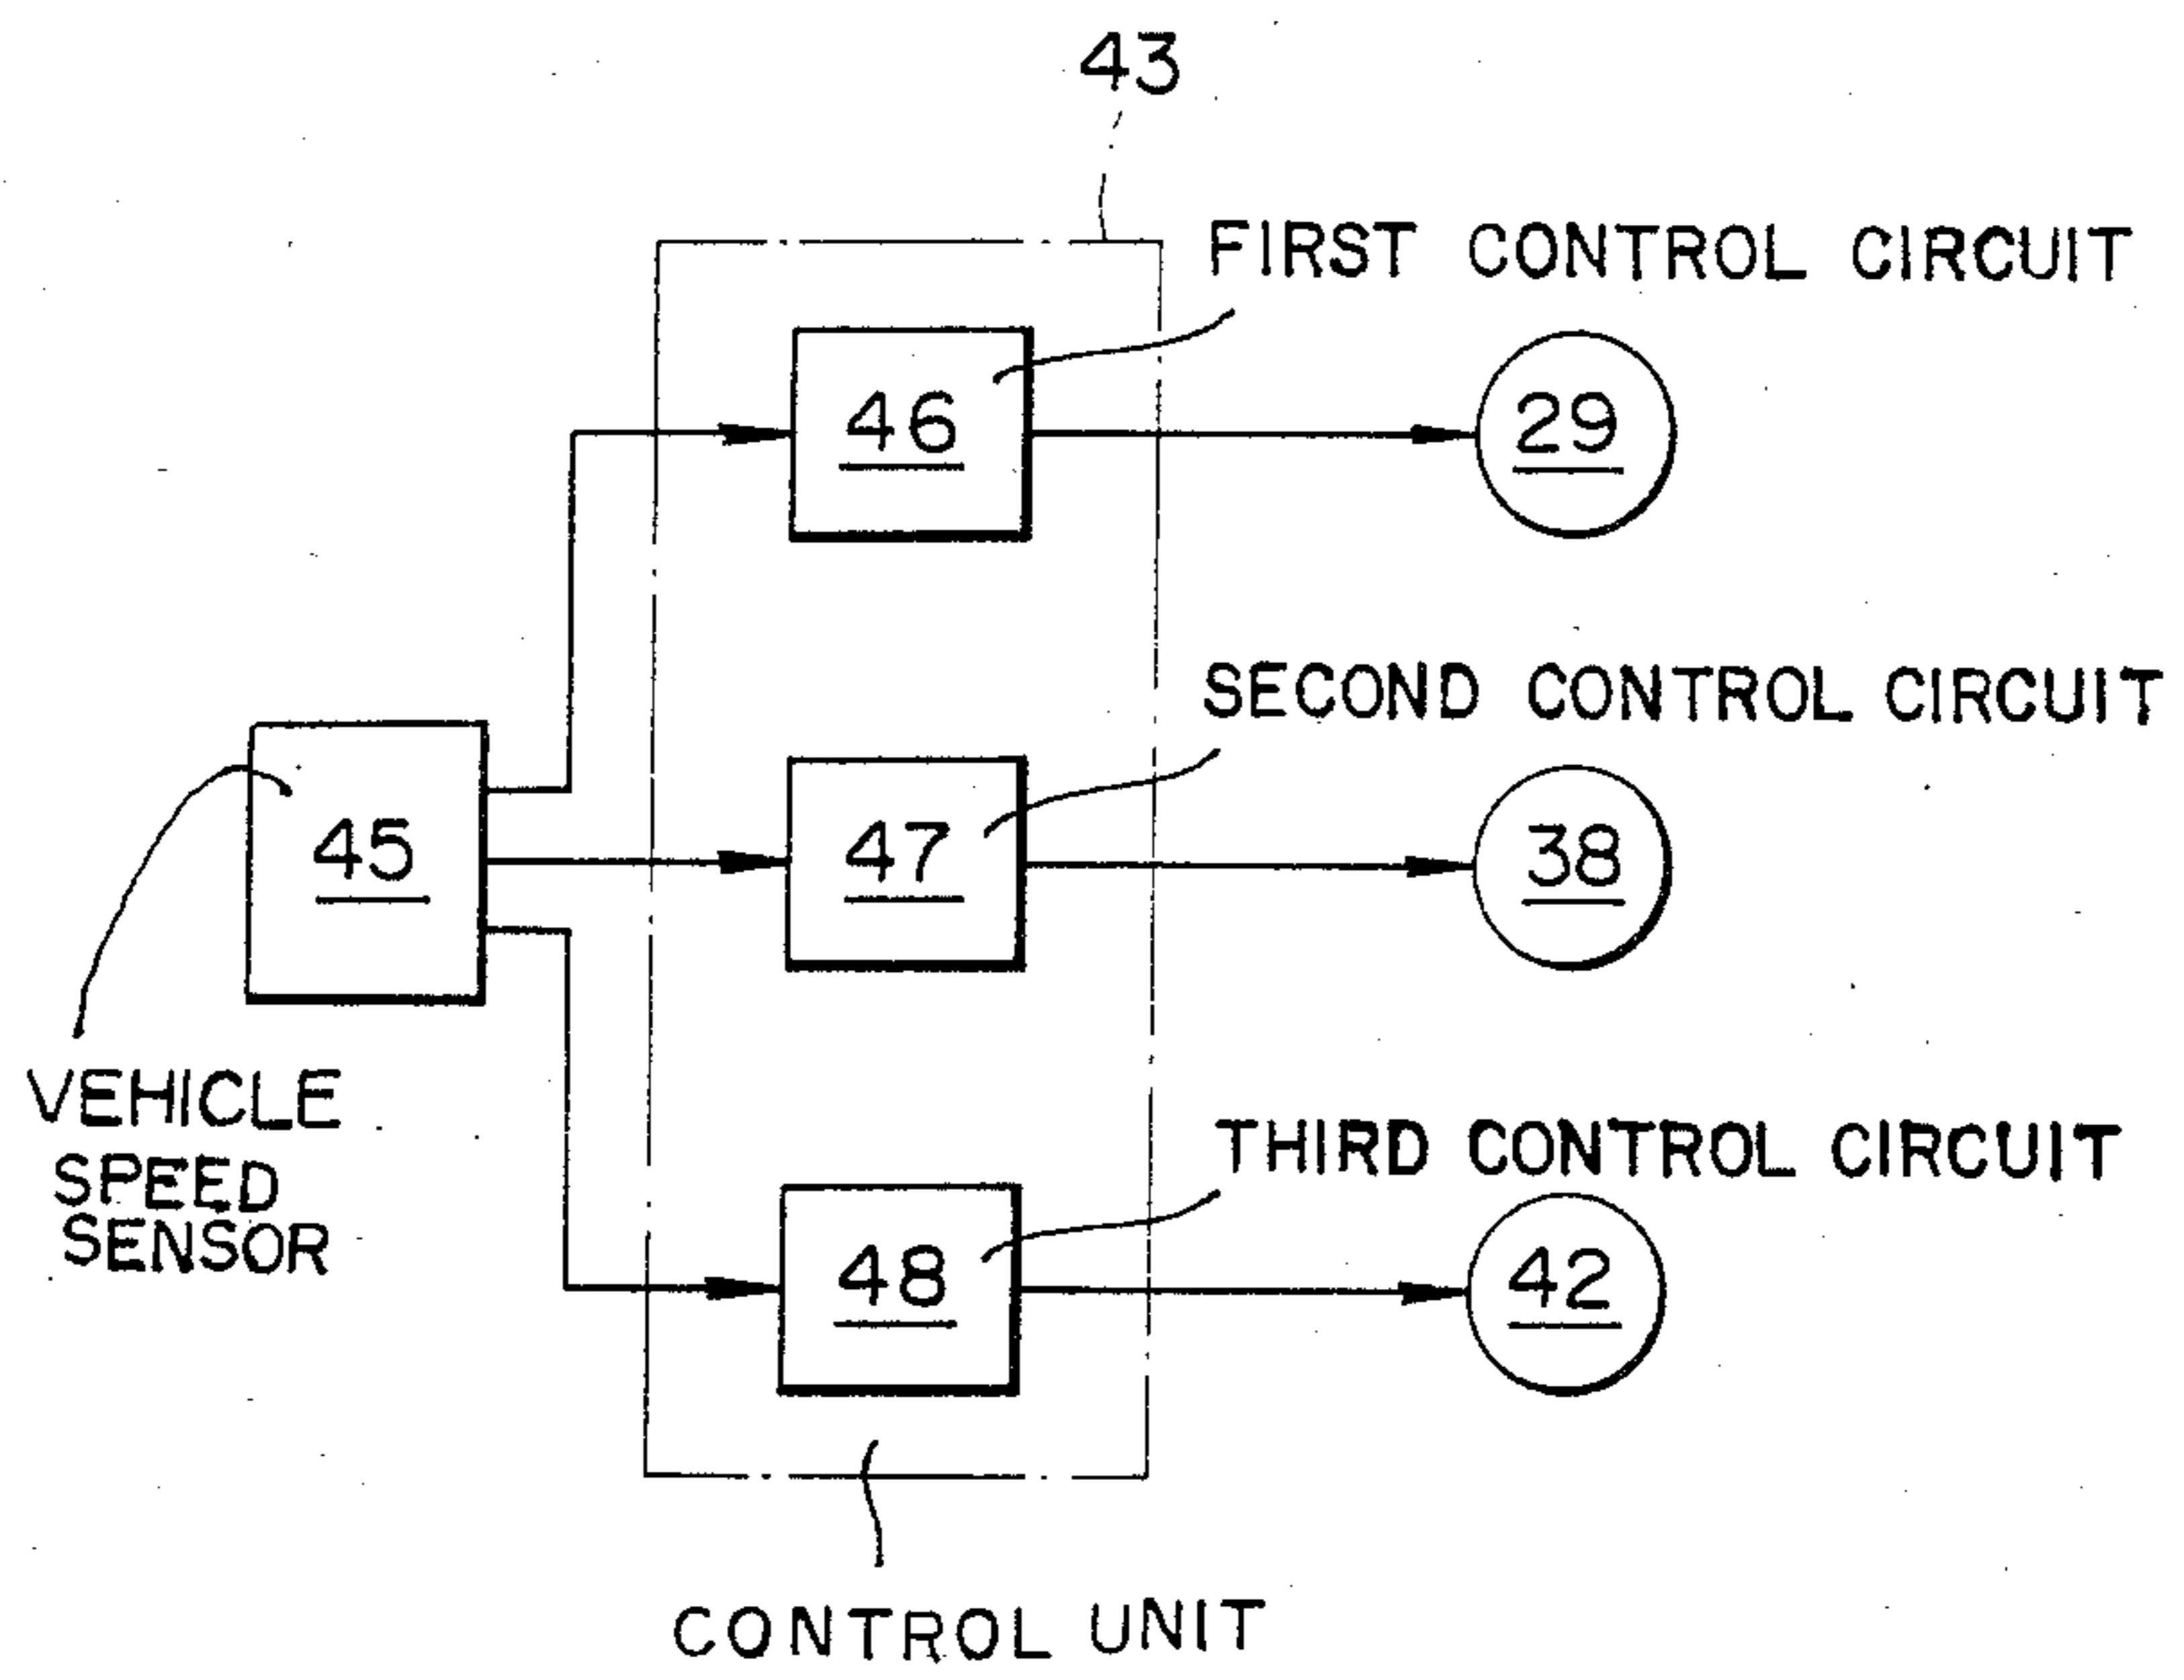 43
FIRST CONTROL CIRCUIT
46
29
SECOND CONTROL CIRCUIT
45
47
38
VEHICLE
SPEED
SENSOR
THIRD CONTROL CIRCUIT
48
42
CONTROL UNIT